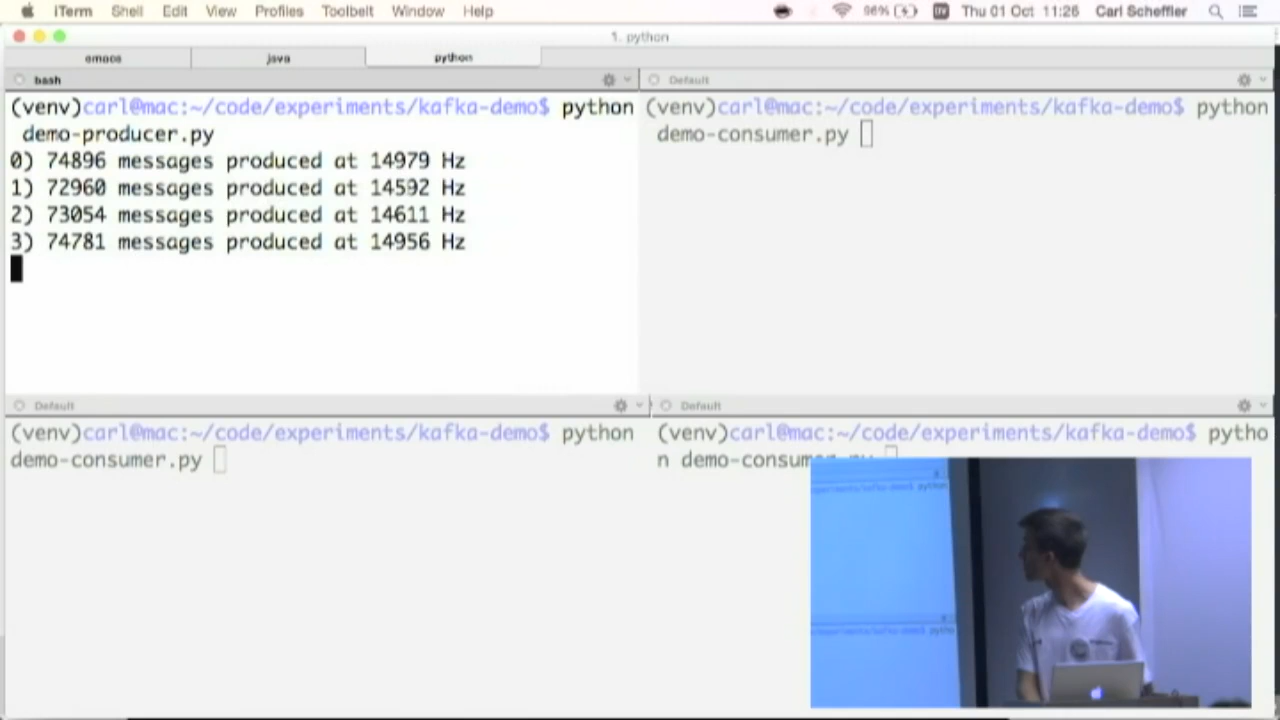 iTerm Shell Edit View Profiles Toolbelt Window Help 96% Thu 01 Oct 11:26 Carl Scheffler
1. python
emacs java python
bash
(venv)carl@mac:~/code/experiments/kafka-demo$ python
demo-producer.py
0) 74896 messages produced at 14979 Hz
1) 72960 messages produced at 14592 Hz
2) 73054 messages produced at 14611 Hz
3) 74781 messages produced at 14956 Hz
Default
(venv)carl@mac:~/code/experiments/kafka-demo$ python
demo-consumer.py
Default
(venv)carl@mac:~/code/experiments/kafka-demo$ python
demo-consumer.py
Default
(venv)carl@mac:~/code/experiments/kafka-demo$ pytho
n demo-consum